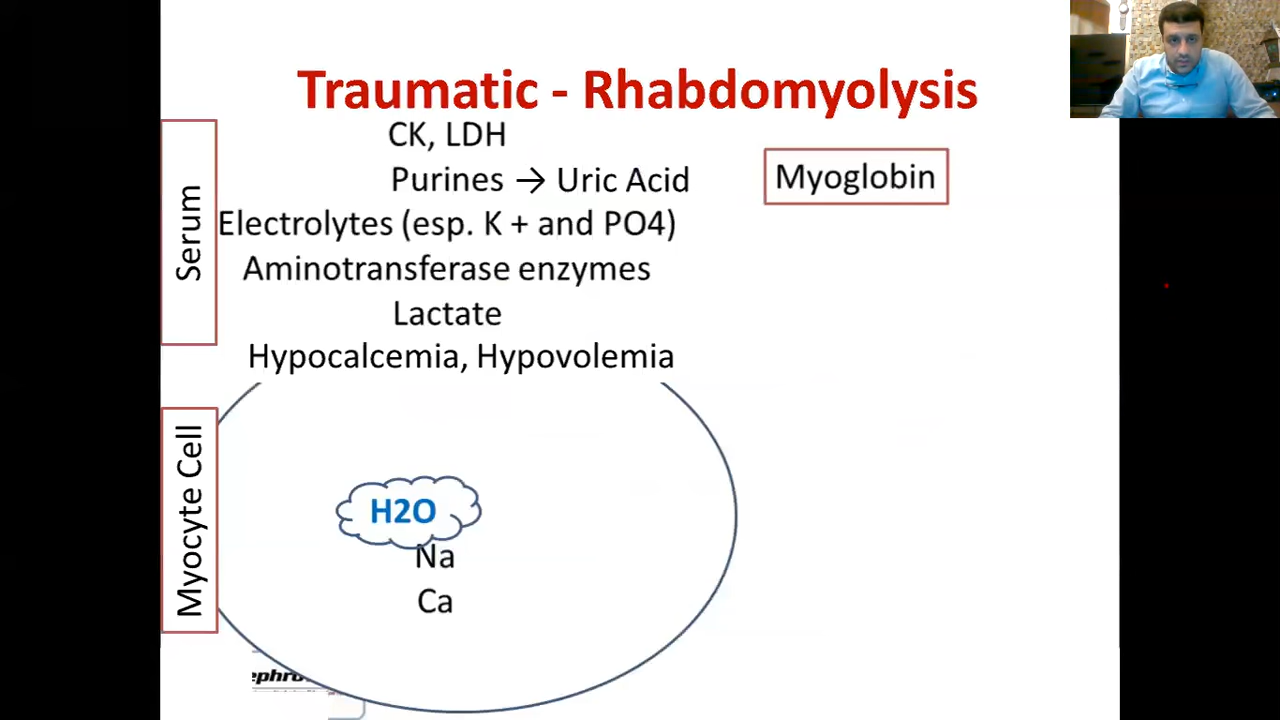 Traumatic - Rhabdomyolysis
CK, LDH
Purines → Uric Acid
Myoglobin
Serum
Electrolytes (esp. K + and PO4)
Aminotransferase enzymes
Lactate
Hypocalcemia, Hypovolemia
Myocyte Cell
H2O
Na
Ca